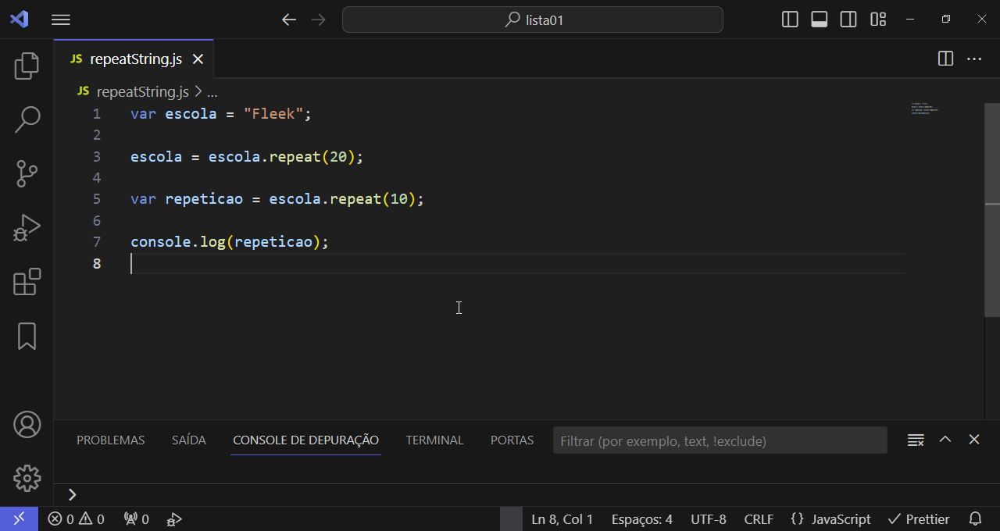 lista01
JS repeatString.js
JS repeatString.js > ...
1 var escola = "Fleek";
2
3 escola = escola.repeat(20);
4
5 var repeticao = escola.repeat(10);
6
7 console.log(repeticao);
8
PROBLEMAS SAÍDA CONSOLE DE DEPURAÇÃO TERMINAL PORTAS Filtrar (por exemplo, text, !exclude)
0 0 0 Ln 8, Col 1 Espaços: 4 UTF-8 CRLF {} JavaScript Prettier